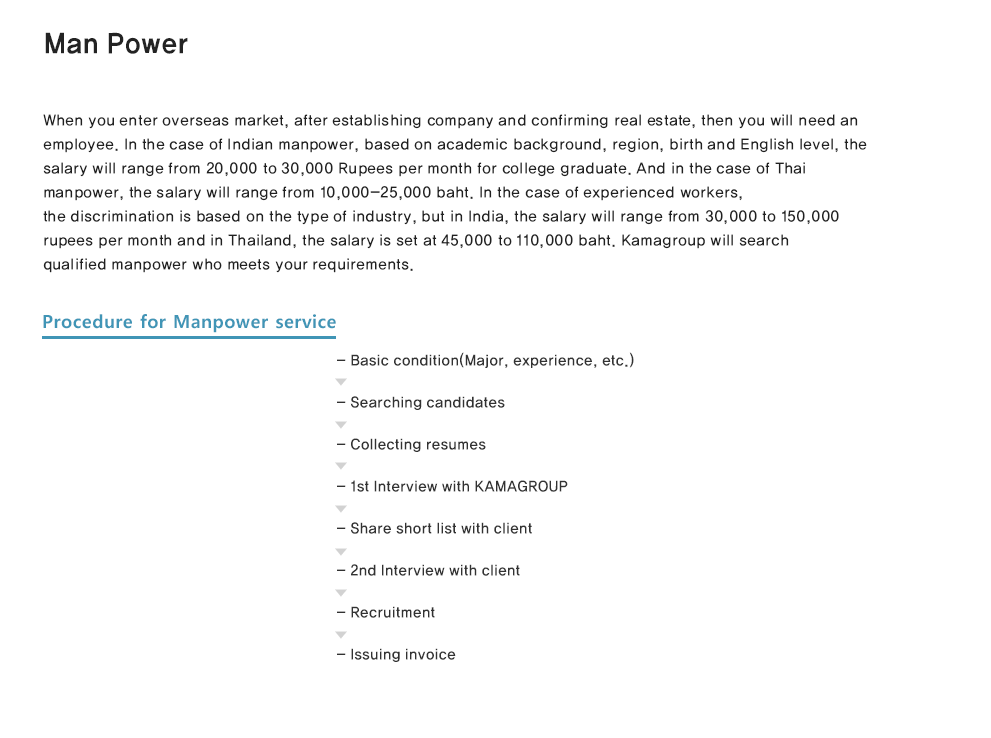 Man Power
When you enter overseas market, after establishing company and confirming real estate, then you will need an
employee. In the case of Indian manpower, based on academic background, region, birth and English level, the
salary will range from 20,000 to 30,000 Rupees per month for college graduate. And in the case of Thai
manpower, the salary will range from 10,000–25,000 baht. In the case of experienced workers,
the discrimination is based on the type of industry, but in India, the salary will range from 30,000 to 150,000
rupees per month and in Thailand, the salary is set at 45,000 to 110,000 baht. Kamagroup will search
qualified manpower who meets your requirements.
Procedure for Manpower service
– Basic condition(Major, experience, etc.)
– Searching candidates
– Collecting resumes
– 1st Interview with KAMAGROUP
– Share short list with client
– 2nd Interview with client
– Recruitment
– Issuing invoice